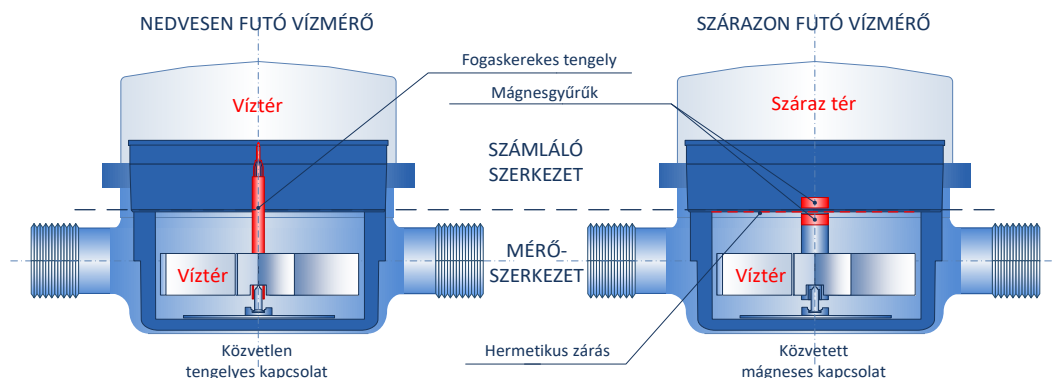 NEDVESEN FUTÓ VÍZMÉRŐ
SZÁRAZON FUTÓ VÍZMÉRŐ
Fogaskerekes tengely
Mágnesgyűrűk
Víztér
Száraz tér
SZÁMLÁLÓ
SZERKEZET
MÉRŐ-
SZERKEZET
Víztér
Víztér
Közvetlen
tengelyes kapcsolat
Hermetikus zárás
Közvetett
mágneses kapcsolat